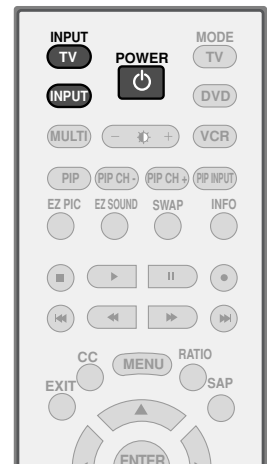 INPUT MODE
TV POWER TV
INPUT DVD
MULTI - + VCR
PIP PIP CH - PIP CH + PIP INPUT
EZ PIC EZ SOUND SWAP INFO
CC MENU RATIO
EXIT SAP
ENTER